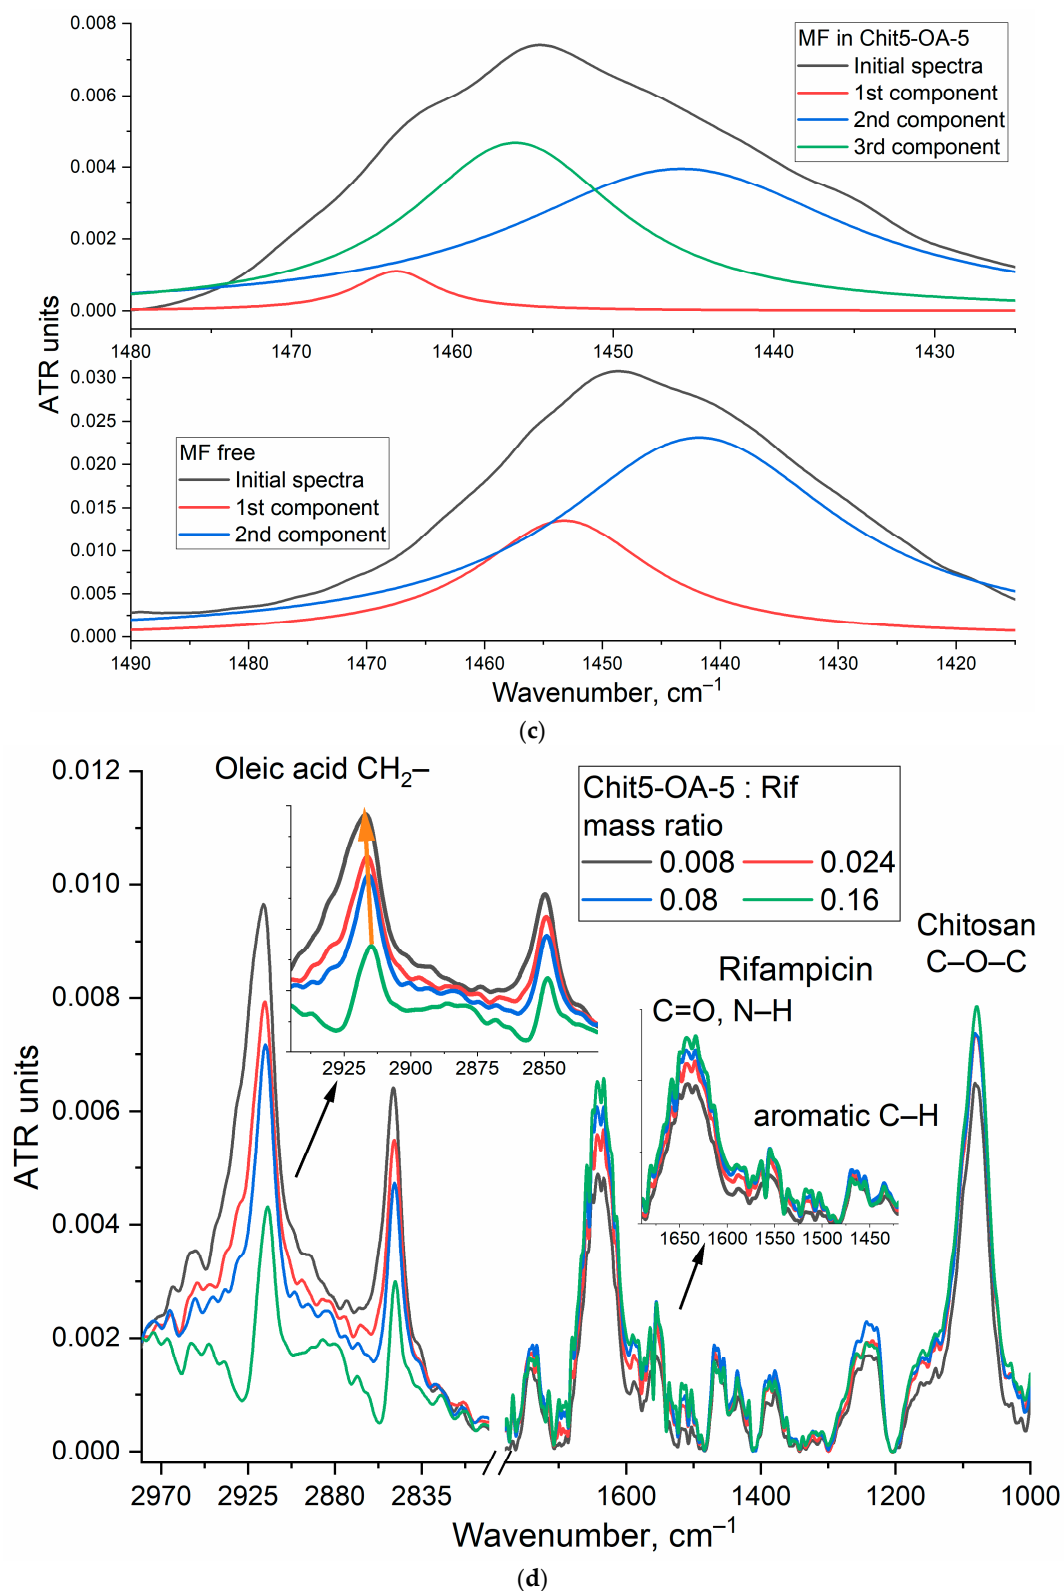 0.008
0.006
0.004
0.002
0.000
MF in Chit5-OA-5
Initial spectra
1st component
2nd component
3rd component
1480 1470 1460 1450 1440 1430
ATR units
0.030
0.025
0.020
0.015
0.010
0.005
0.000
MF free
Initial spectra
1st component
2nd component
1490 1480 1470 1460 1450 1440 1430 1420
Wavenumber, cm⁻¹
(c)
0.012
0.010
0.008
0.006
0.004
0.002
0.000
ATR units
Oleic acid CH₂–
2925 2900 2875 2850
Chit5-OA-5 : Rif
mass ratio
0.008 0.024
0.08 0.16
Chitosan
C–O–C
Rifampicin
C=O, N–H
aromatic C–H
1650 1600 1550 1500 1450
2970 2925 2880 2835 1600 1400 1200 1000
Wavenumber, cm⁻¹
(d)